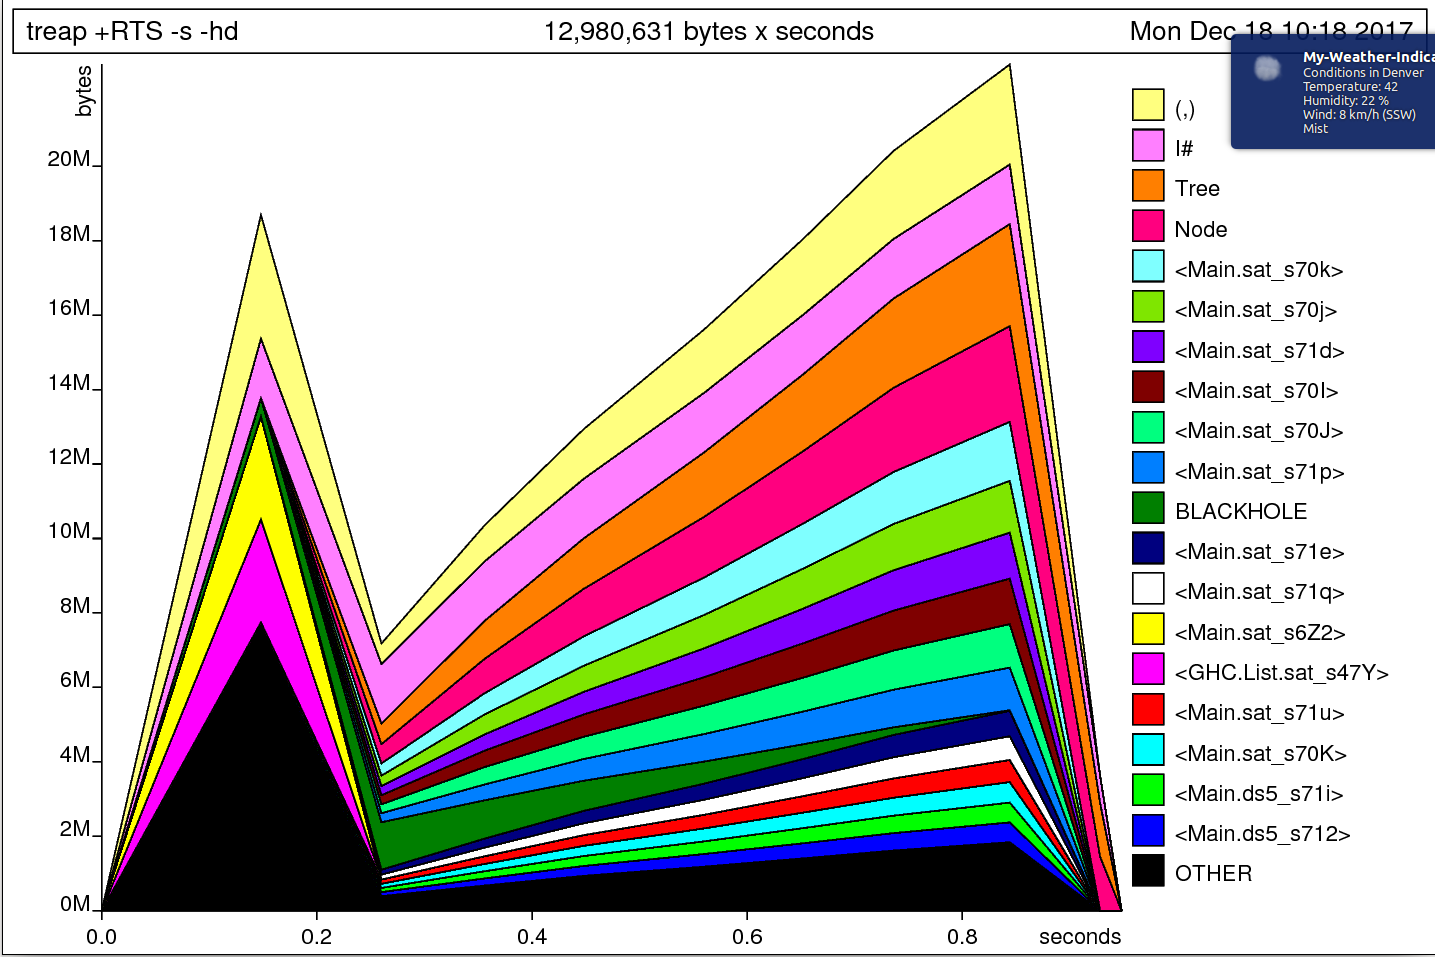 treap +RTS -s -hd
12,980,631 bytes x seconds
Mon Dec 18 10:18 2017
My-Weather-Indica
Conditions in Denver
Temperature: 42
Humidity: 22 %
Wind: 8 km/h (SSW)
Mist
bytes
20M
18M
16M
14M
12M
10M
8M
6M
4M
2M
0M
0.0
0.2
0.4
0.6
0.8
seconds
(,)
I#
Tree
Node
<Main.sat_s70k>
<Main.sat_s70j>
<Main.sat_s71d>
<Main.sat_s70I>
<Main.sat_s70J>
<Main.sat_s71p>
BLACKHOLE
<Main.sat_s71e>
<Main.sat_s71q>
<Main.sat_s6Z2>
<GHC.List.sat_s47Y>
<Main.sat_s71u>
<Main.sat_s70K>
<Main.ds5_s71i>
<Main.ds5_s712>
OTHER